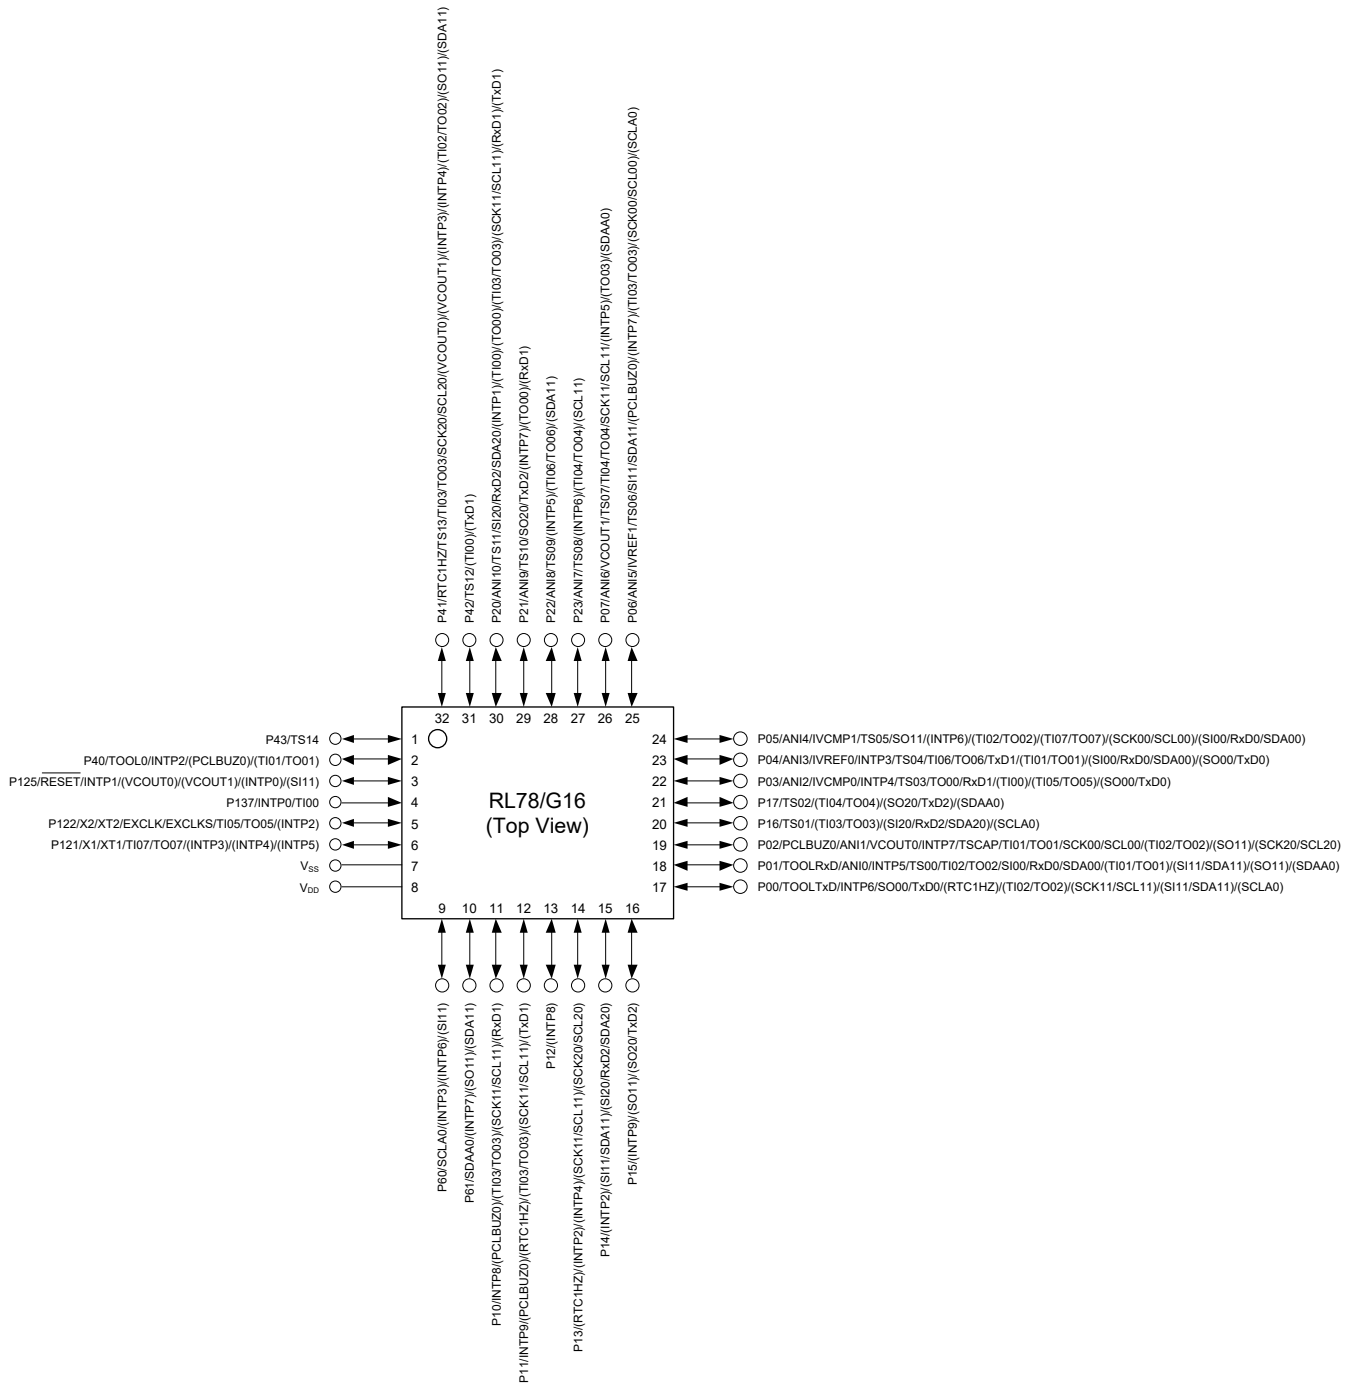 P41/RTC1HZ/TS13/TI03/TO03/SCK20/SCL20/(VCOUT0)/(VCOUT1)/(INTP3)/(INTP4)/(TI02/TO02)/(SO11)/(SDA11)
P42/TS12/(TI00)/(TxD1)
P20/ANI10/TS11/SI20/RxD2/SDA20/(INTP1)/(TI00)/(TO00)/(TI03/TO03)/(SCK11/SCL11)/(RxD1)/(TxD1)
P21/ANI9/TS10/SO20/TxD2/(INTP7)/(TO00)/(RxD1)
P22/ANI8/TS09/(INTP5)/(TI06/TO06)/(SDA11)
P23/ANI7/TS08/(INTP6)/(TI04/TO04)/(SCL11)
P07/ANI6/VCOUT1/TS07/TI04/TO04/SCK11/SCL11/(INTP5)/(TO03)/(SDAA0)
P06/ANI5/IVREF1/TS06/SI11/SDA11/(PCLBUZ0)/(INTP7)/(TI03/TO03)/(SCK00/SCL00)/(SCLA0)
32 31 30 29 28 27 26 25
P43/TS14 1
P40/TOOL0/INTP2/(PCLBUZ0)/(TI01/TO01) 2
P125/RESET/INTP1/(VCOUT0)/(VCOUT1)/(INTP0)/(SI11) 3
P137/INTP0/TI00 4
P122/X2/XT2/EXCLK/EXCLKS/TI05/TO05/(INTP2) 5
P121/X1/XT1/TI07/TO07/(INTP3)/(INTP4)/(INTP5) 6
VSS 7
VDD 8
RL78/G16
(Top View)
24 P05/ANI4/IVCMP1/TS05/SO11/(INTP6)/(TI02/TO02)/(TI07/TO07)/(SCK00/SCL00)/(SI00/RxD0/SDA00)
23 P04/ANI3/IVREF0/INTP3/TS04/TI06/TO06/TxD1/(TI01/TO01)/(SI00/RxD0/SDA00)/(SO00/TxD0)
22 P03/ANI2/IVCMP0/INTP4/TS03/TO00/RxD1/(TI00)/(TI05/TO05)/(SO00/TxD0)
21 P17/TS02/(TI04/TO04)/(SO20/TxD2)/(SDAA0)
20 P16/TS01/(TI03/TO03)/(SI20/RxD2/SDA20)/(SCLA0)
19 P02/PCLBUZ0/ANI1/VCOUT0/INTP7/TSCAP/TI01/TO01/SCK00/SCL00/(TI02/TO02)/(SO11)/(SCK20/SCL20)
18 P01/TOOLRxD/ANI0/INTP5/TS00/TI02/TO02/SI00/RxD0/SDA00/(TI01/TO01)/(SI11/SDA11)/(SO11)/(SDAA0)
17 P00/TOOLTxD/INTP6/SO00/TxD0/(RTC1HZ)/(TI02/TO02)/(SCK11/SCL11)/(SI11/SDA11)/(SCLA0)
9 10 11 12 13 14 15 16
P60/SCLA0/(INTP3)/(INTP6)/(SI11)
P61/SDAA0/(INTP7)/(SO11)/(SDA11)
P10/INTP8/(PCLBUZ0)/(TI03/TO03)/(SCK11/SCL11)/(RxD1)
P11/INTP9/(PCLBUZ0)/(RTC1HZ)/(TI03/TO03)/(SCK11/SCL11)/(TxD1)
P12/(INTP8)
P13/(RTC1HZ)/(INTP2)/(INTP4)/(SCK11/SCL11)/(SCK20/SCL20)
P14/(INTP2)/(SI11/SDA11)/(SI20/RxD2/SDA20)
P15/(INTP9)/(SO11)/(SO20/TxD2)